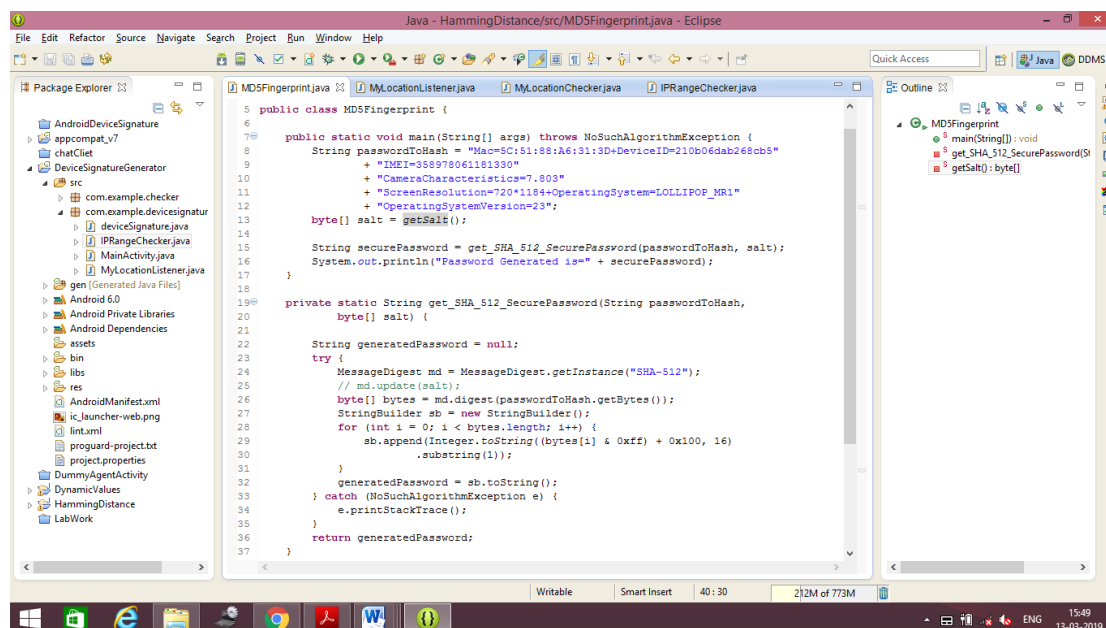 Java - HammingDistance/src/MD5Fingerprint.java - Eclipse
File Edit Refactor Source Navigate Search Project Run Window Help
Quick Access
Java
DDMS
Package Explorer
AndroidDeviceSignature
appcompat_v7
chatCliet
DeviceSignatureGenerator
src
com.example.checker
com.example.devicesignatur
deviceSignature.java
IPRangeChecker.java
MainActivity.java
MyLocationListener.java
gen [Generated Java Files]
Android 6.0
Android Private Libraries
Android Dependencies
assets
bin
libs
res
AndroidManifest.xml
ic_launcher-web.png
lint.xml
proguard-project.txt
project.properties
DummyAgentActivity
DynamicValues
HammingDistance
LabWork
MD5Fingerprint.java MyLocationListener.java MyLocationChecker.java IPRangeChecker.java
5 public class MD5Fingerprint {
6
7 public static void main(String[] args) throws NoSuchAlgorithmException {
8 String passwordToHash = "Mac=5C:51:88:A6:31:3D+DeviceID=210b06dab268cb5"
9 + "IMEI=358978061181330"
10 + "CameraCharacteristics=7.803"
11 + "ScreenResolution=720*1184+OperatingSystem=LOLLIPOP_MR1"
12 + "OperatingSystemVersion=23";
13 byte[] salt = getSalt();
14
15 String securePassword = get_SHA_512_SecurePassword(passwordToHash, salt);
16 System.out.println("Password Generated is=" + securePassword);
17 }
18
19 private static String get_SHA_512_SecurePassword(String passwordToHash,
20 byte[] salt) {
21
22 String generatedPassword = null;
23 try {
24 MessageDigest md = MessageDigest.getInstance("SHA-512");
25 // md.update(salt);
26 byte[] bytes = md.digest(passwordToHash.getBytes());
27 StringBuilder sb = new StringBuilder();
28 for (int i = 0; i < bytes.length; i++) {
29 sb.append(Integer.toString((bytes[i] & 0xff) + 0x100, 16)
30 .substring(1));
31 }
32 generatedPassword = sb.toString();
33 } catch (NoSuchAlgorithmException e) {
34 e.printStackTrace();
35 }
36 return generatedPassword;
37 }
Outline
MD5Fingerprint
main(String[]) : void
get_SHA_512_SecurePassword(St
getSalt() : byte[]
Writable Smart Insert 40 : 30 212M of 773M
ENG
15:49
13-03-2019